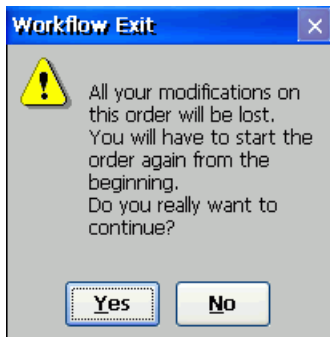 Workflow Exit
All your modifications on
this order will be lost.
You will have to start the
order again from the
beginning.
Do you really want to
continue?
Yes
No